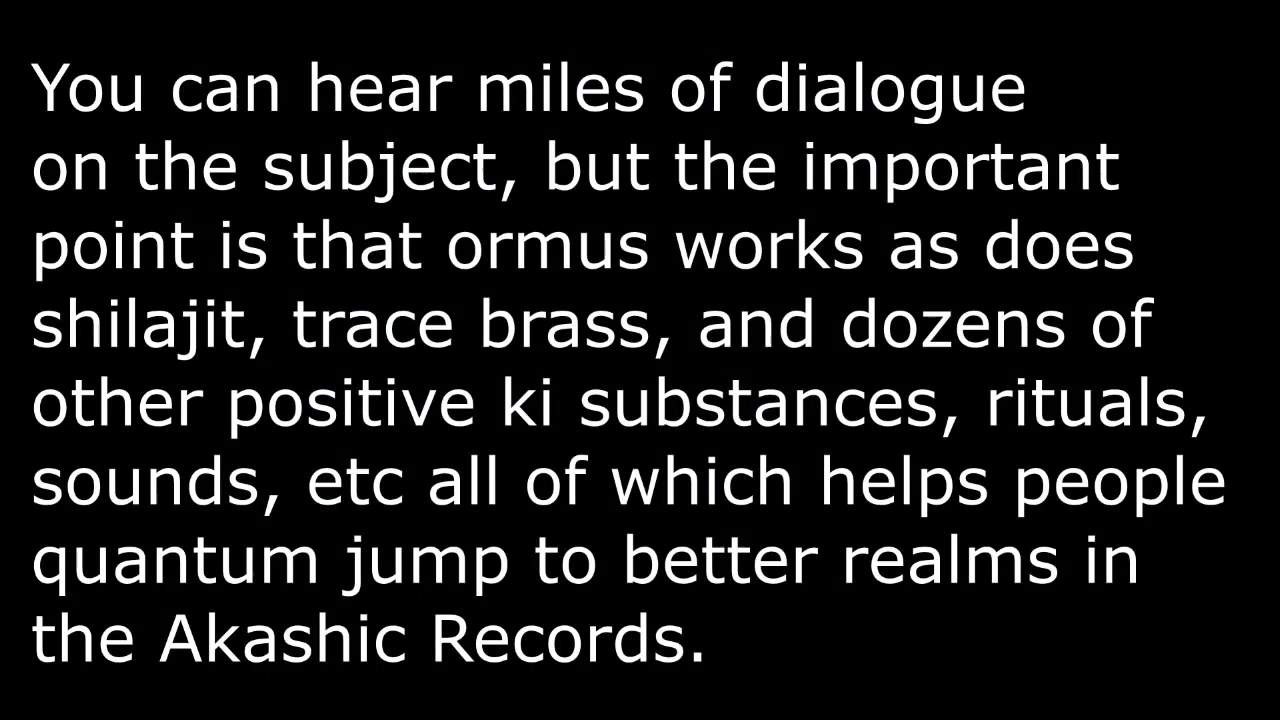 You can hear miles of dialogue
on the subject, but the important
point is that ormus works as does
shilajit, trace brass, and dozens of
other positive ki substances, rituals,
sounds, etc all of which helps people
quantum jump to better realms in
the Akashic Records.